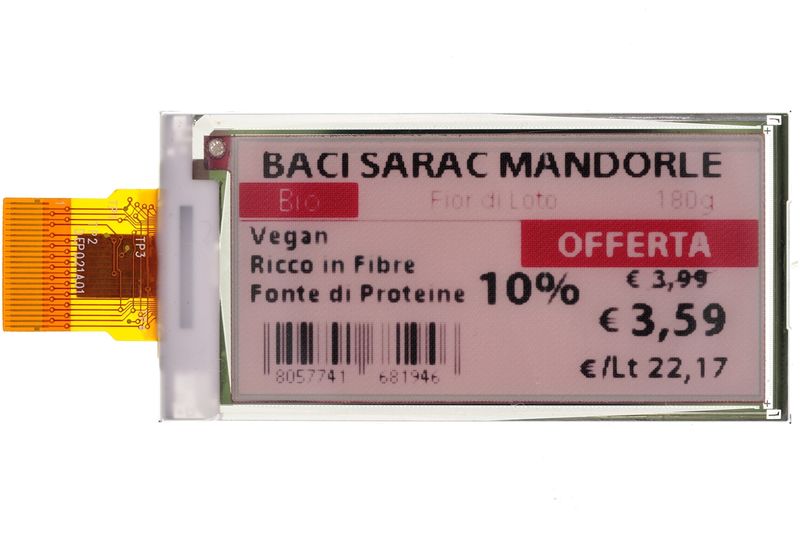 BACI SARAC MANDORLE
Bio Fior di Loto 180g
Vegan
OFFERTA
Ricco in Fibre
Fonte di Proteine
10%
€ 3,99
€ 3,59
€/Lt 22,17
8057741 681946
TP3